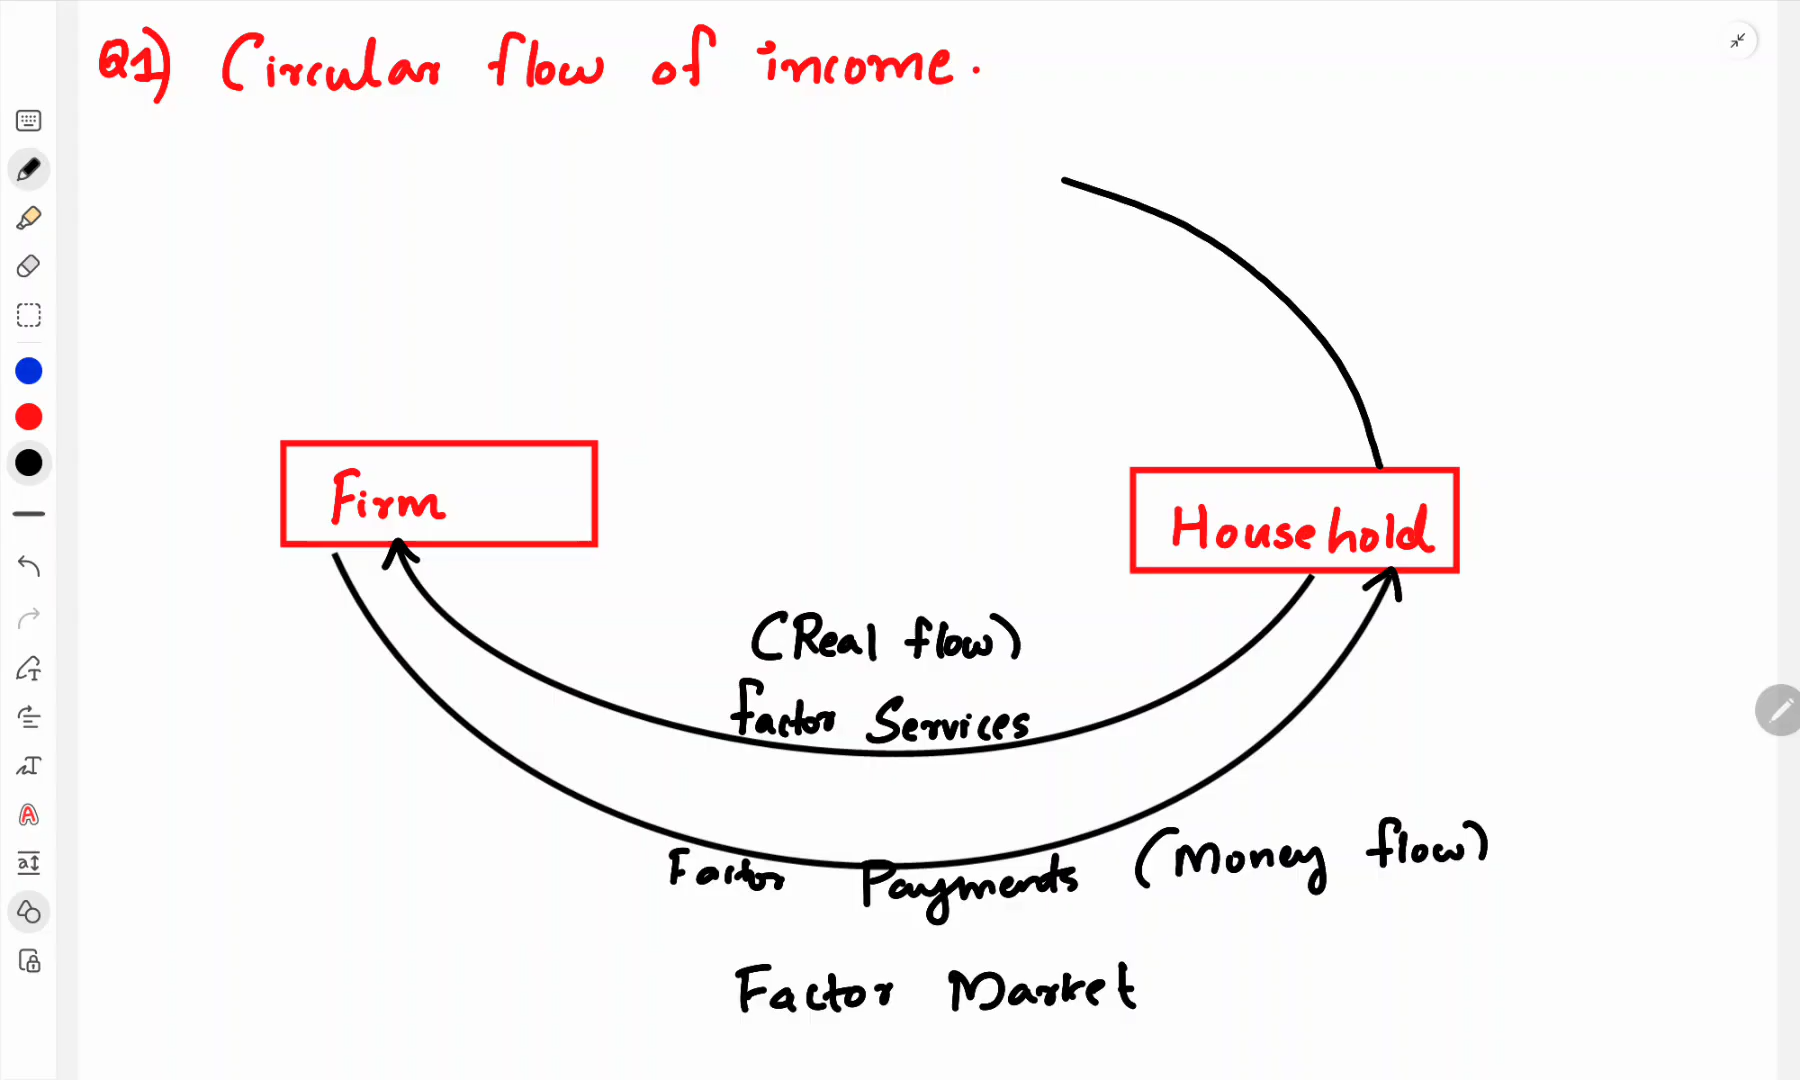 Q1) Circular flow of income.
Firm
Household
(Real flow)
factor Services
Factor Payments (Money flow)
Factor Market